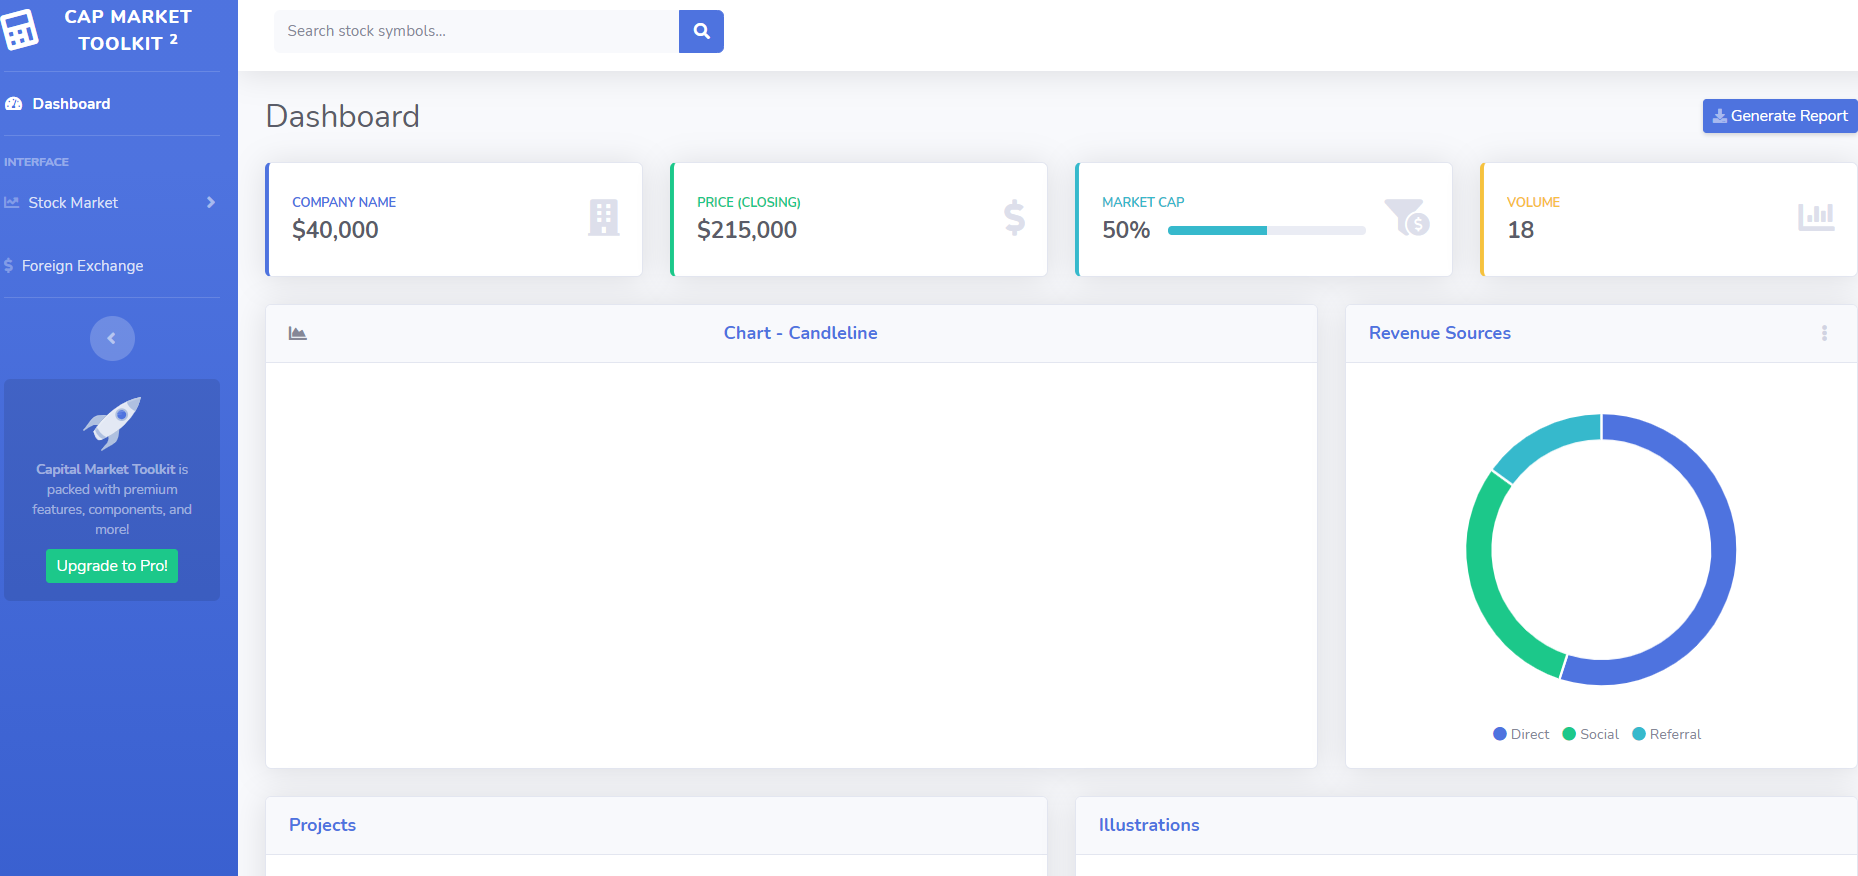 CAP MARKET
TOOLKIT 2
Search stock symbols...
Dashboard
INTERFACE
Stock Market
Foreign Exchange
Capital Market Toolkit is
packed with premium
features, components, and
more!
Upgrade to Pro!
Dashboard
Generate Report
COMPANY NAME
$40,000
PRICE (CLOSING)
$215,000
MARKET CAP
50%
VOLUME
18
Chart - Candleline
Revenue Sources
Direct Social Referral
Projects
Illustrations